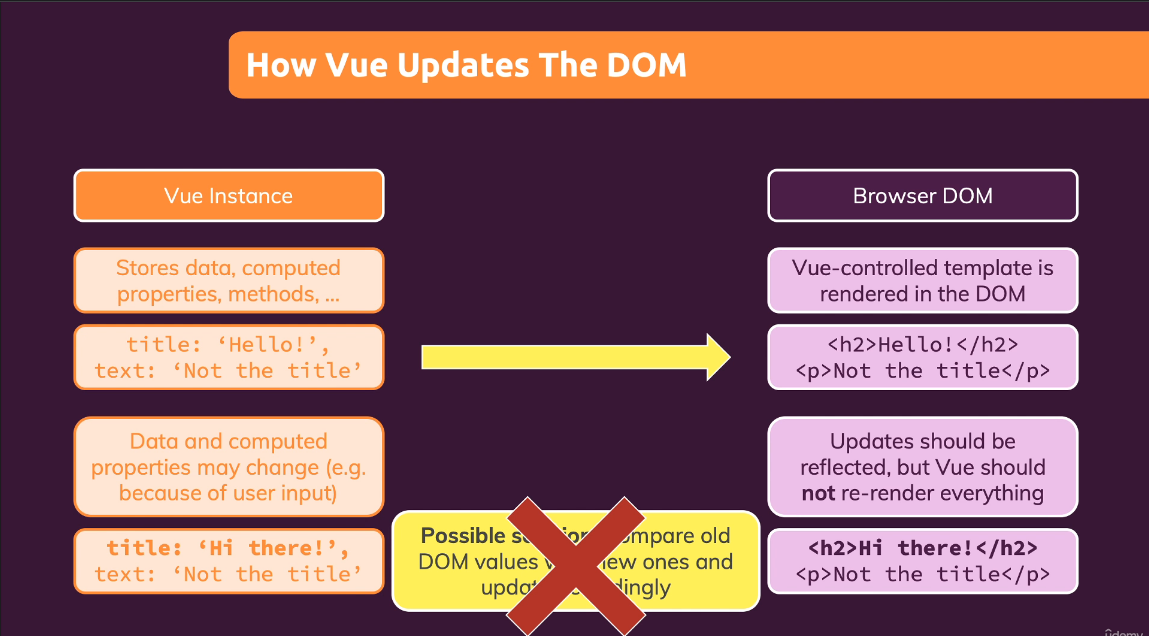 How Vue Updates The DOM
Vue Instance
Browser DOM
Stores data, computed
properties, methods, ...
Vue-controlled template is
rendered in the DOM
title: ‘Hello!’,
text: ‘Not the title’
<h2>Hello!</h2>
<p>Not the title</p>
Data and computed
properties may change (e.g.
because of user input)
Updates should be
reflected, but Vue should
not re-render everything
Possible compare old
DOM values new ones and
title: ‘Hi there!’,
text: ‘Not the title’
<h2>Hi there!</h2>
<p>Not the title</p>